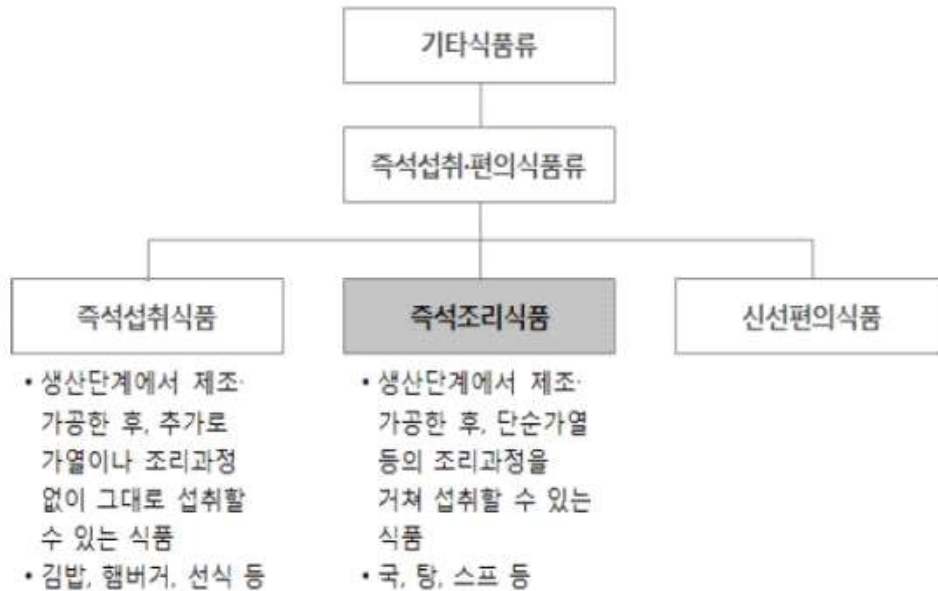 기타식품류
즉석섭취·편의식품류
즉석섭취식품
즉석조리식품
신선편의식품
• 생산단계에서 제조·
가공한 후, 추가로
가열이나 조리과정
없이 그대로 섭취할
수 있는 식품
• 김밥, 햄버거, 선식 등
• 생산단계에서 제조·
가공한 후, 단순가열
등의 조리과정을
거쳐 섭취할 수 있는
식품
• 국, 탕, 스프 등